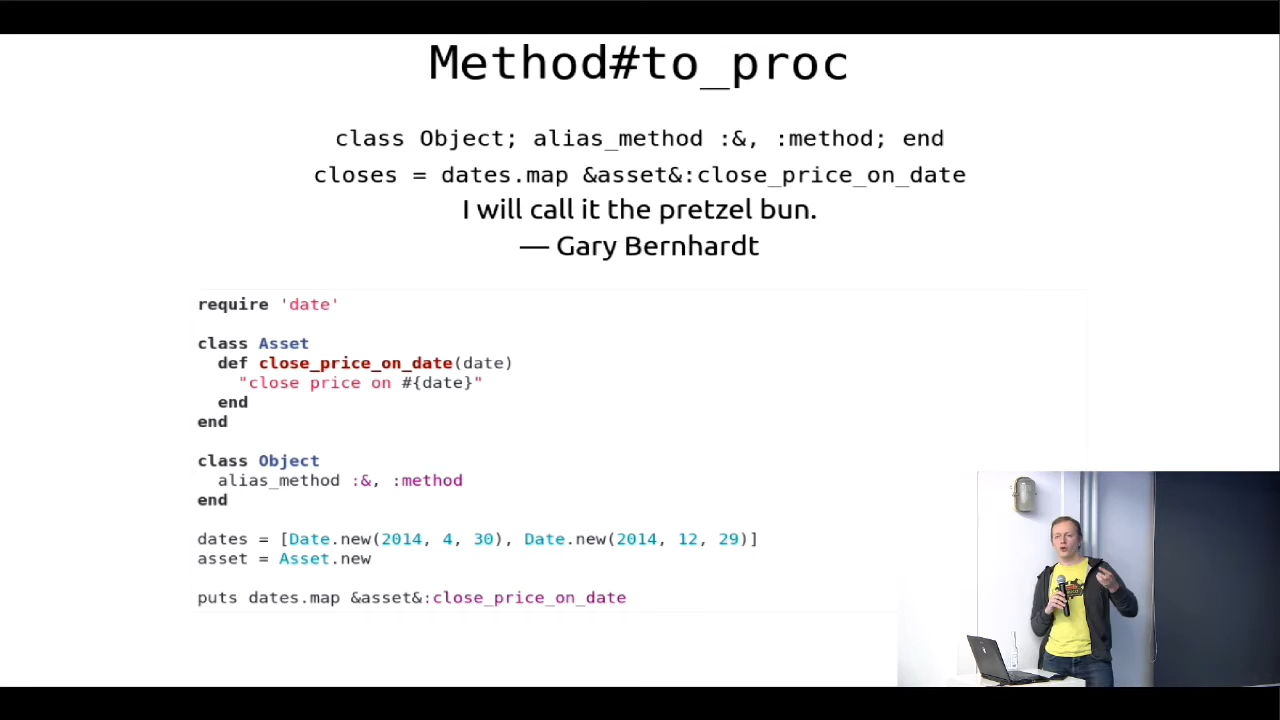 Method#to_proc
class Object; alias_method :&, :method; end
closes = dates.map &asset&:close_price_on_date
I will call it the pretzel bun.
— Gary Bernhardt
require 'date'
class Asset
  def close_price_on_date(date)
    "close price on #{date}"
  end
end
class Object
  alias_method :&, :method
end
dates = [Date.new(2014, 4, 30), Date.new(2014, 12, 29)]
asset = Asset.new
puts dates.map &asset&:close_price_on_date